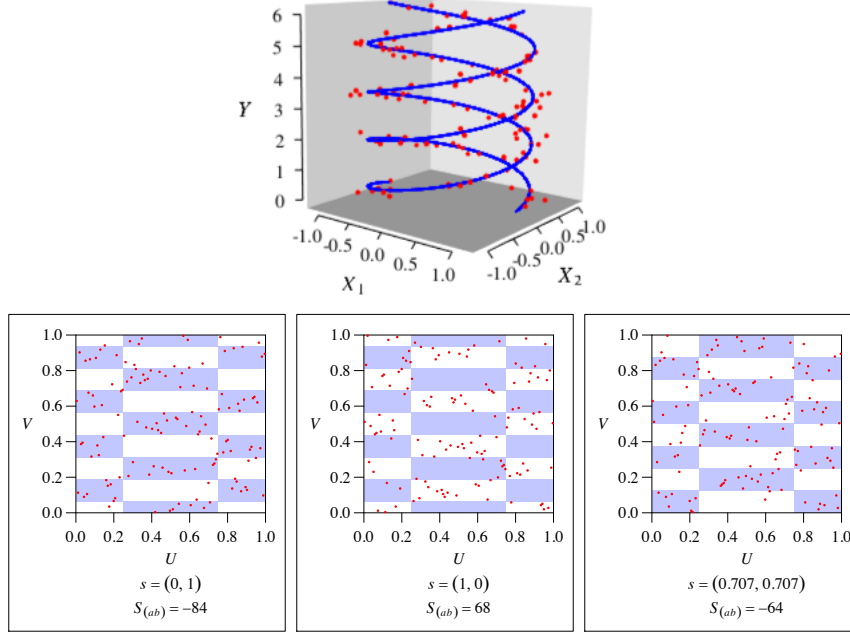 6
5
4
3
2
1
0
Y
-1.0 -0.5 0.0 0.5 1.0
X1
-1.0 -0.5 0.0 0.5 1.0
X2
1.0
0.8
0.6
0.4
0.2
0.0
V
0.0 0.2 0.4 0.6 0.8 1.0
U
s = (0, 1)
S(ab) = −84
1.0
0.8
0.6
0.4
0.2
0.0
V
0.0 0.2 0.4 0.6 0.8 1.0
U
s = (1, 0)
S(ab) = 68
1.0
0.8
0.6
0.4
0.2
0.0
V
0.0 0.2 0.4 0.6 0.8 1.0
U
s = (0.707, 0.707)
S(ab) = −64